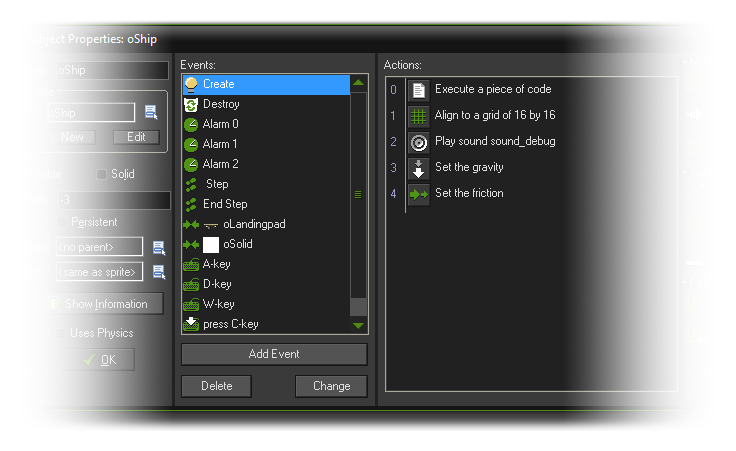 oject Properties: oShip
oShip
oShip
New
Edit
Solid
-3
Persistent
<no parent>
<same as sprite>
Show Information
Uses Physics
OK
Events:
Create
Destroy
Alarm 0
Alarm 1
Alarm 2
Step
End Step
oLandingpad
oSolid
A-key
D-key
W-key
press C-key
Add Event
Delete
Change
Actions:
0 Execute a piece of code
1 Align to a grid of 16 by 16
2 Play sound sound_debug
3 Set the gravity
4 Set the friction